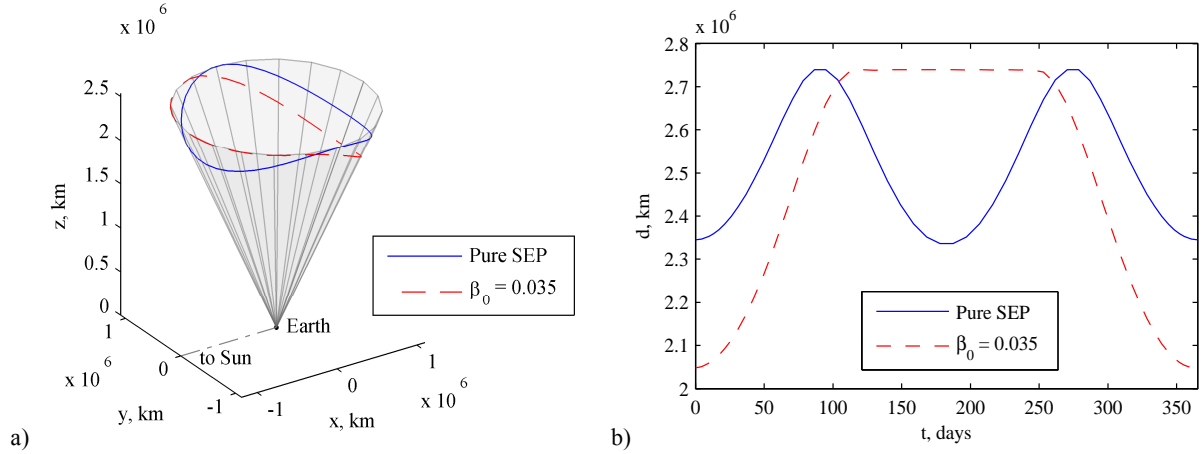 x 10 6
2.5
2
1.5
1
0.5
0
z, km
Pure SEP
β0 = 0.035
Earth
to Sun
1
0
-1
x 10 6
y, km
-1
0
1
x 10 6
x, km
a)
x 10 6
2.8
2.7
2.6
2.5
2.4
2.3
2.2
2.1
2
d, km
Pure SEP
β0 = 0.035
0 50 100 150 200 250 300 350
t, days
b)